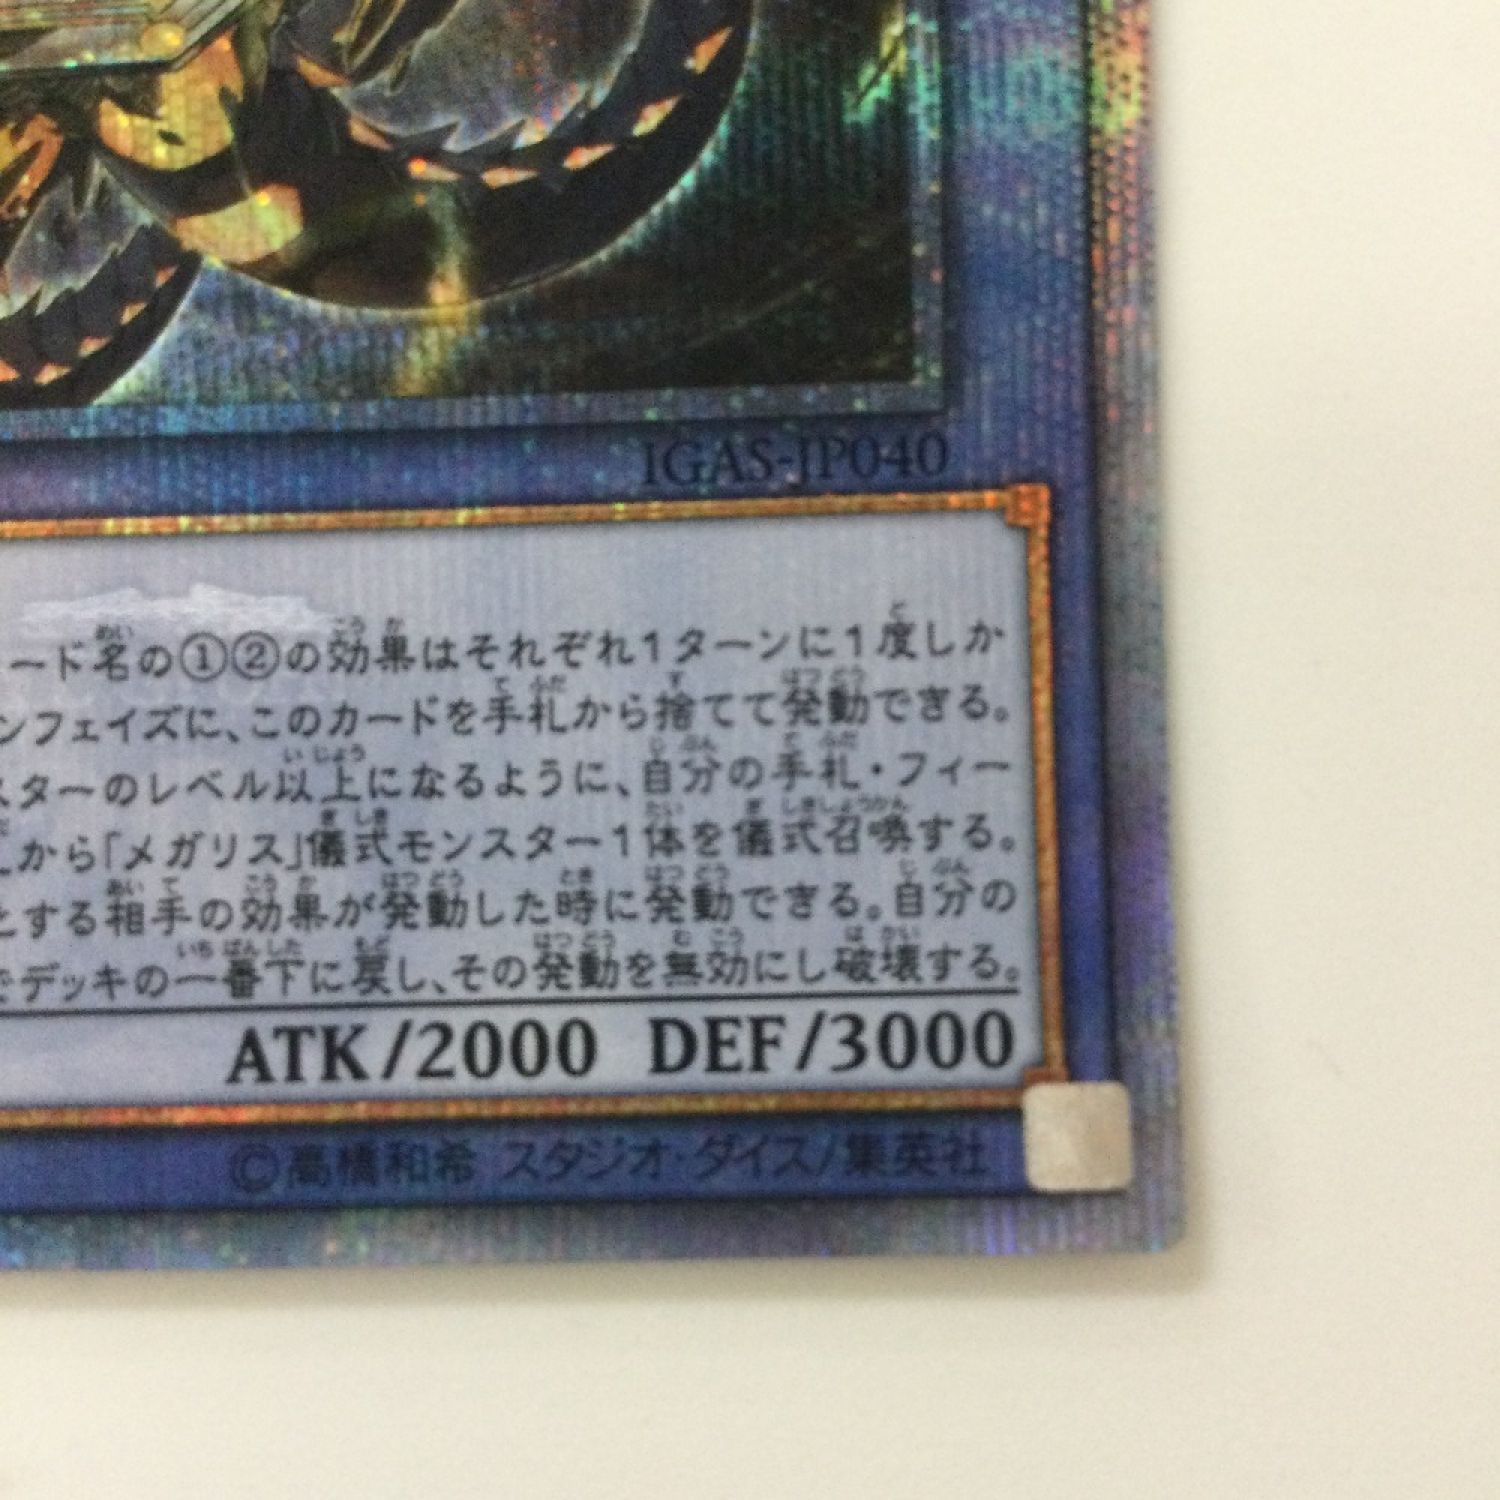 IGAS-JP040
ード名の①②の効果はそれぞれ1ターンに1度しか
ンフェイズに、このカードを手札から捨てて発動できる。
スターのレベル以上になるように、自分の手札・フィー
から「メガリス」儀式モンスター1体を儀式召喚する。
とする相手の効果が発動した時に発動できる。自分の
でデッキの一番下に戻し、その発動を無効にし破壊する。
ATK/2000 DEF/3000
©高橋和希 スタジオ・ダイス/集英社